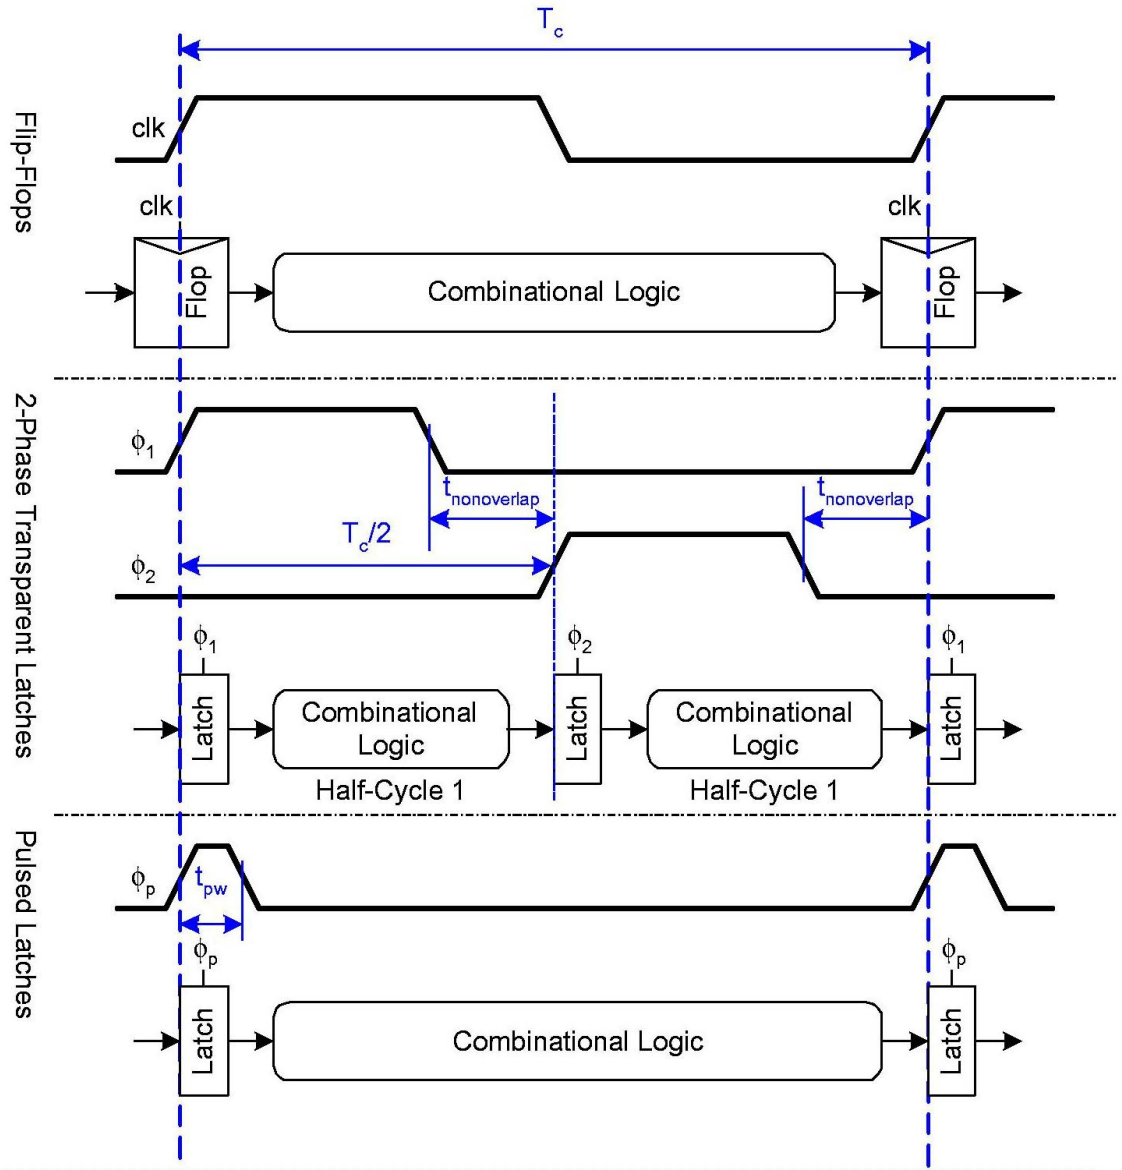 T_c
Flip-Flops
clk
clk
clk
Flop
Combinational Logic
Flop
2-Phase Transparent Latches
ϕ_1
t_nonoverlap
t_nonoverlap
T_c/2
ϕ_2
ϕ_1
ϕ_2
ϕ_1
Latch
Combinational
Logic
Latch
Combinational
Logic
Latch
Half-Cycle 1
Half-Cycle 1
Pulsed Latches
ϕ_p
t_pw
ϕ_p
ϕ_p
Latch
Combinational Logic
Latch